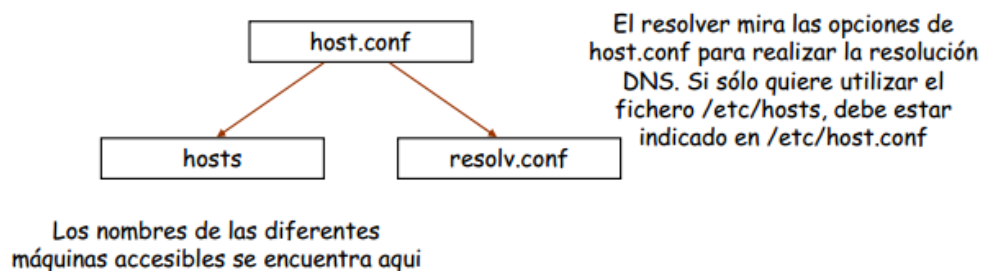 host.conf
El resolver mira las opciones de
host.conf para realizar la resolución
DNS. Si sólo quiere utilizar el
fichero /etc/hosts, debe estar
indicado en /etc/host.conf
hosts
resolv.conf
Los nombres de las diferentes
máquinas accesibles se encuentra aqui